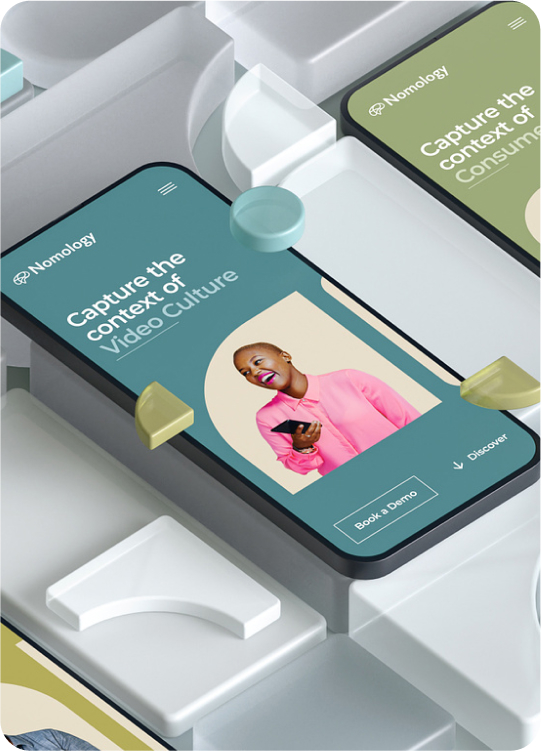 Nomology
Capture the
context of
Video Culture
Book a Demo
Discover
Nomology
Capture the
context of
Consume